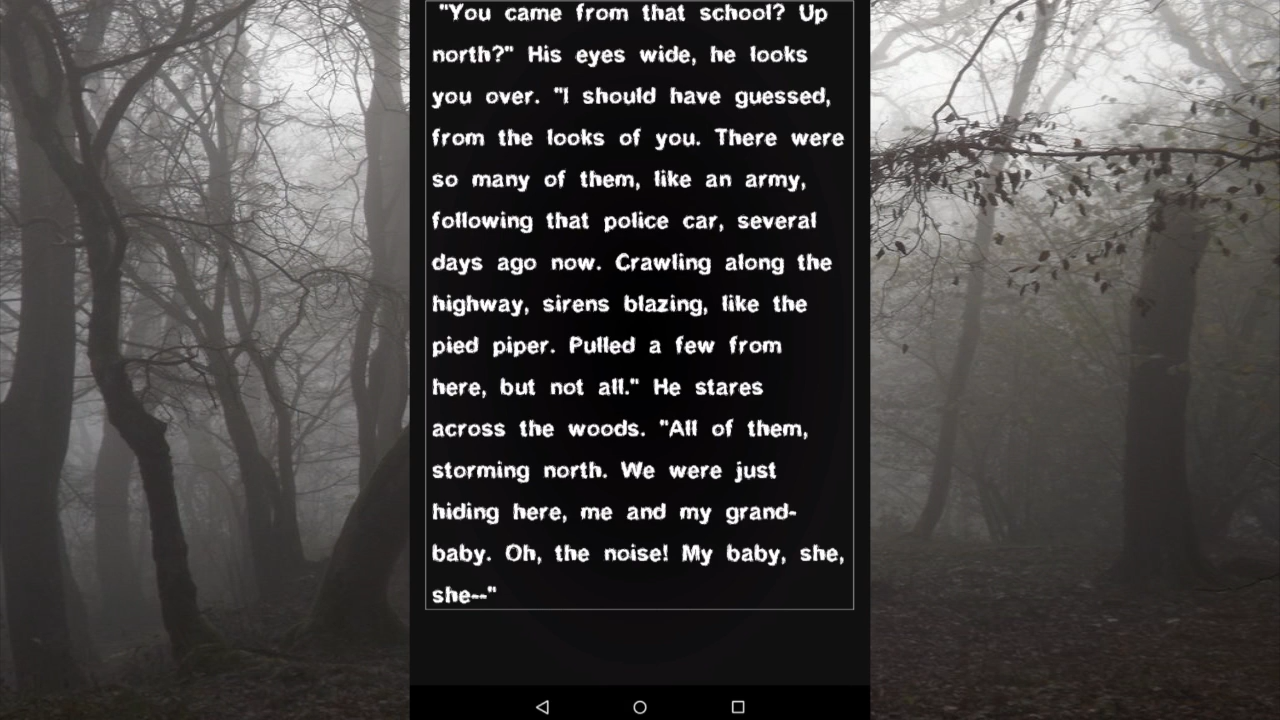 "You came from that school? Up
north?" His eyes wide, he looks
you over. "I should have guessed,
from the looks of you. There were
so many of them, like an army,
following that police car, several
days ago now. Crawling along the
highway, sirens blazing, like the
pied piper. Pulled a few from
here, but not all." He stares
across the woods. "All of them,
storming north. We were just
hiding here, me and my grand-
baby. Oh, the noise! My baby, she,
she--"